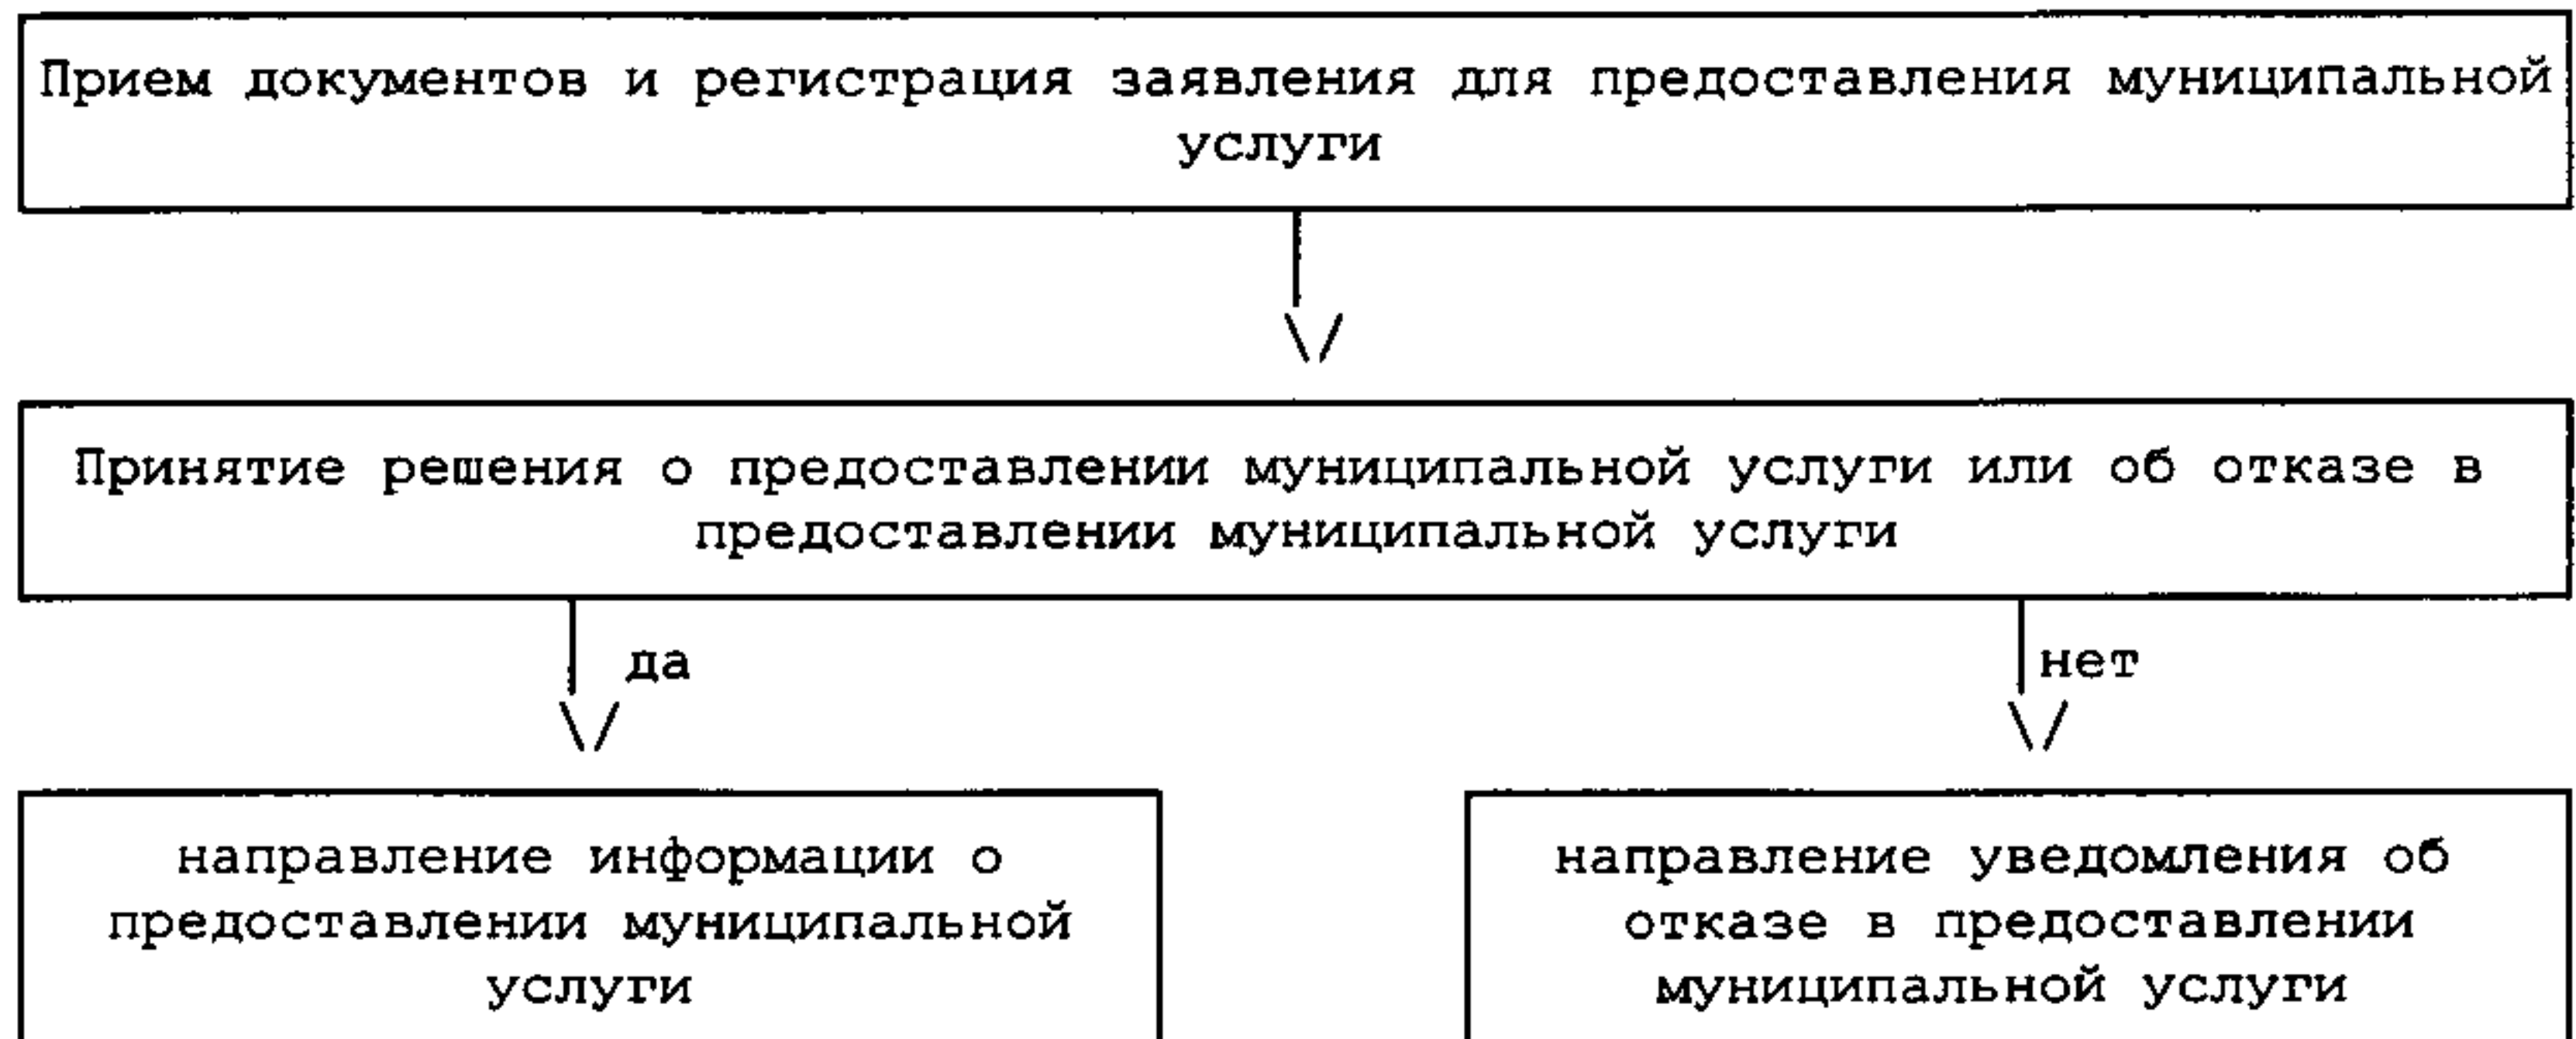 Прием документов и регистрация заявления для предоставления муниципальной
услуги
Принятие решения о предоставлении муниципальной услуги или об отказе в
предоставлении муниципальной услуги
да
нет
направление информации о
предоставлении муниципальной
услуги
направление уведомления об
отказе в предоставлении
муниципальной услуги